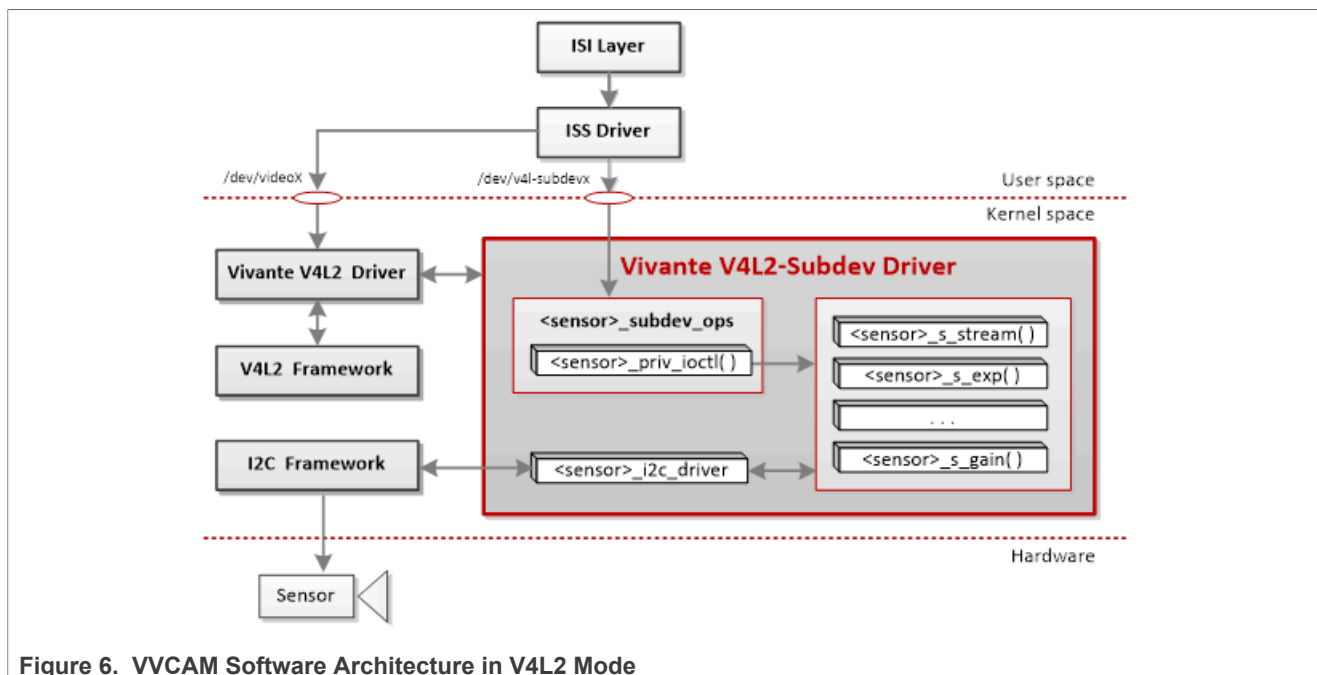 ISI Layer
ISS Driver
/dev/videoX
/dev/v4l-subdevx
User space
Kernel space
Vivante V4L2 Driver
Vivante V4L2-Subdev Driver
<sensor>_subdev_ops
<sensor>_priv_ioctl( )
<sensor>_s_stream( )
<sensor>_s_exp( )
. . .
<sensor>_s_gain( )
V4L2 Framework
I2C Framework
<sensor>_i2c_driver
Hardware
Sensor
Figure 6. VVCAM Software Architecture in V4L2 Mode